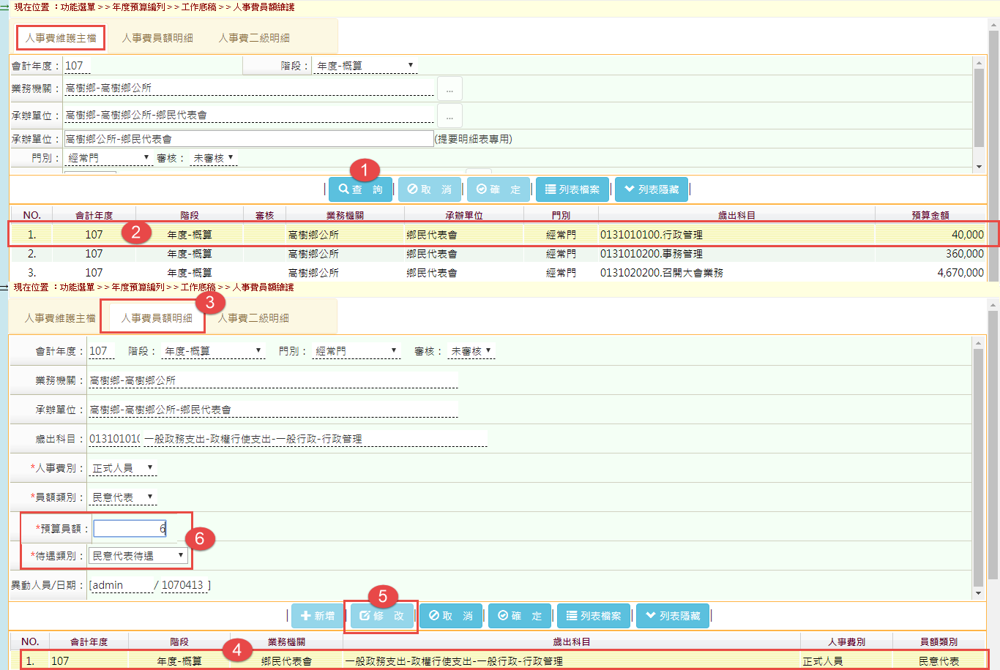 現在位置 ：功能選單 > > 年度預算編列 > > 工作底稿 > > 人事費員額維護
人事費維護主檔 人事費員額明細 人事費二級明細
會計年度： 107 階段： 年度-概算
業務機關： 高樹鄉-高樹鄉公所 ...
承辦單位： 高樹鄉-高樹鄉公所-鄉民代表會 ...
承辦單位： 高樹鄉公所-鄉民代表會 (提要明細表專用)
門別： 經常門 審核： 未審核
1
查 詢 取 消 確 定 列表檔案 列表隱藏
NO. 會計年度 階段 審核 業務機關 承辦單位 門別 歲出科目 預算金額
1. 107 2 年度-概算 高樹鄉公所 鄉民代表會 經常門 0131010100.行政管理 40,000
2. 107 年度-概算 高樹鄉公所 鄉民代表會 經常門 0131010200.事務管理 360,000
3. 107 年度-概算 高樹鄉公所 鄉民代表會 經常門 0131020200.召開大會業務 4,670,000
現在位置 ：功能選單 > > 年度預算編列 > > 工作底稿 > > 人事費員額維護
3
人事費維護主檔 人事費員額明細 人事費二級明細
會計年度： 107 階段： 年度-概算 門別： 經常門 審核： 未審核
業務機關： 高樹鄉-高樹鄉公所
承辦單位： 高樹鄉-高樹鄉公所-鄉民代表會
歲出科目： 013101010 一般政務支出-政權行使支出-一般行政-行政管理
*人事費別： 正式人員
*員額類別： 民意代表
*預算員額： 6
6
*待遇類別： 民意代表待遇
異動人員/日期： [admin / 1070413 ]
5
新增 修 改 取 消 確 定 列表檔案 列表隱藏
NO. 會計年度 階段 業務機關 歲出科目 人事費別 員額類別
4
1. 107 年度-概算 鄉民代表會 一般政務支出-政權行使支出-一般行政-行政管理 正式人員 民意代表